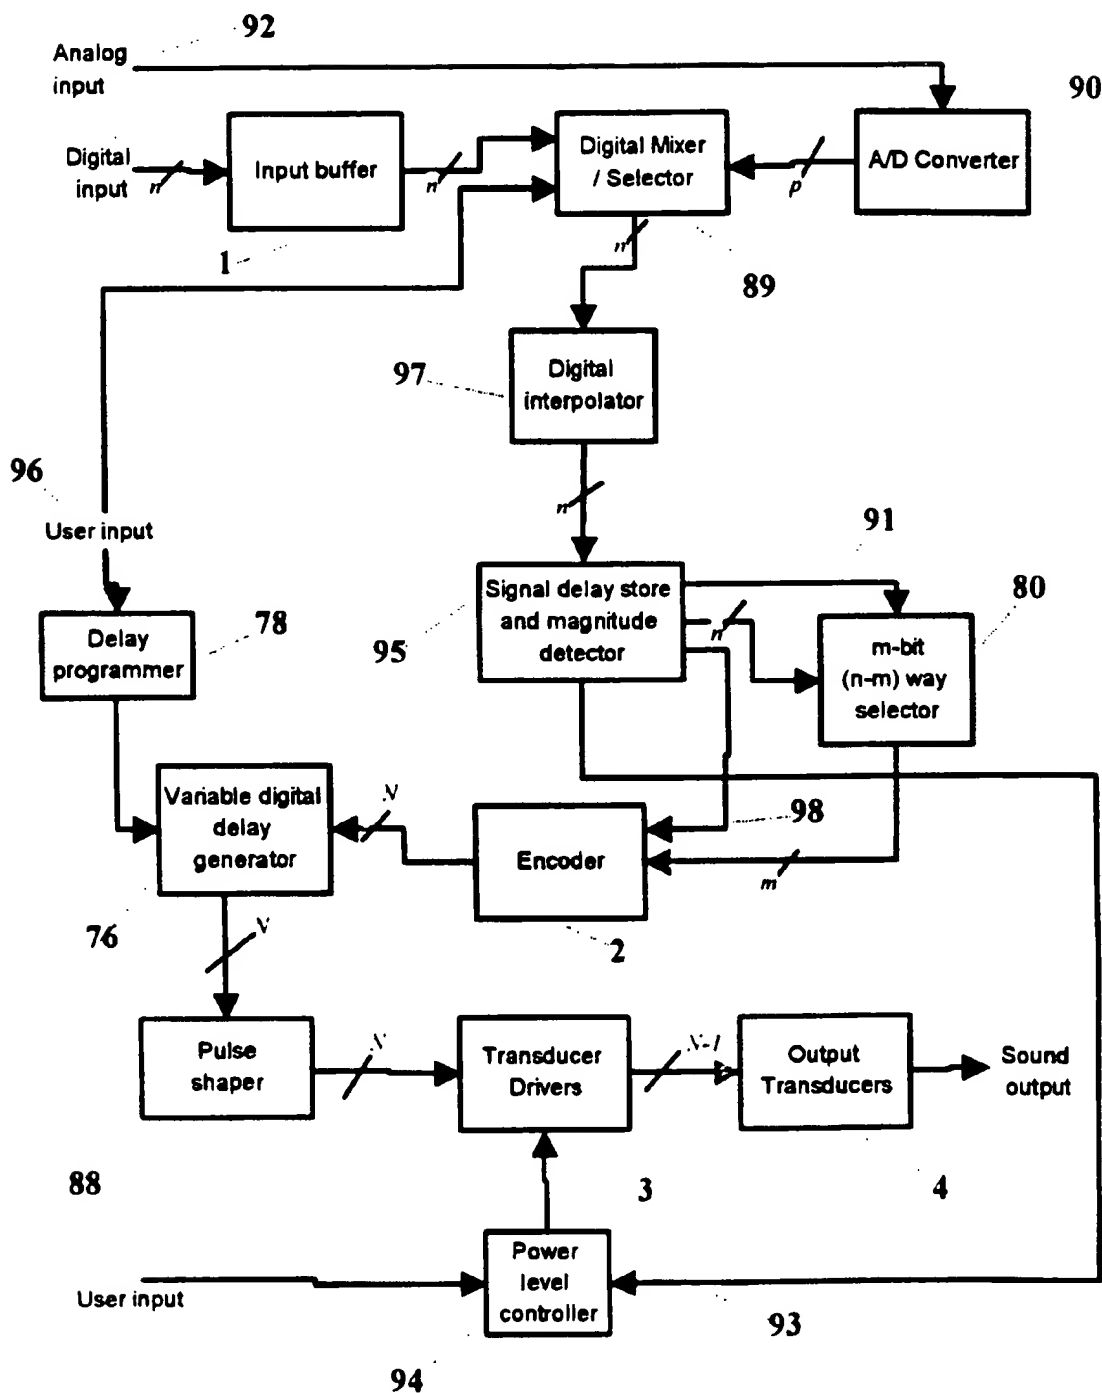 92
Analog
input
90
Digital
input
n
Input buffer
n
Digital Mixer
/ Selector
p
A/D Converter
1
n
89
97
Digital
interpolator
96
n
User input
91
Signal delay store
and magnitude
detector
n
80
78
Delay
programmer
95
m-bit
(n-m) way
selector
Variable digital
delay
generator
N
Encoder
98
m
76
N
2
Pulse
shaper
N
Transducer
Drivers
N-1
Output
Transducers
Sound
output
88
3
4
Power
level
controller
User input
93
94